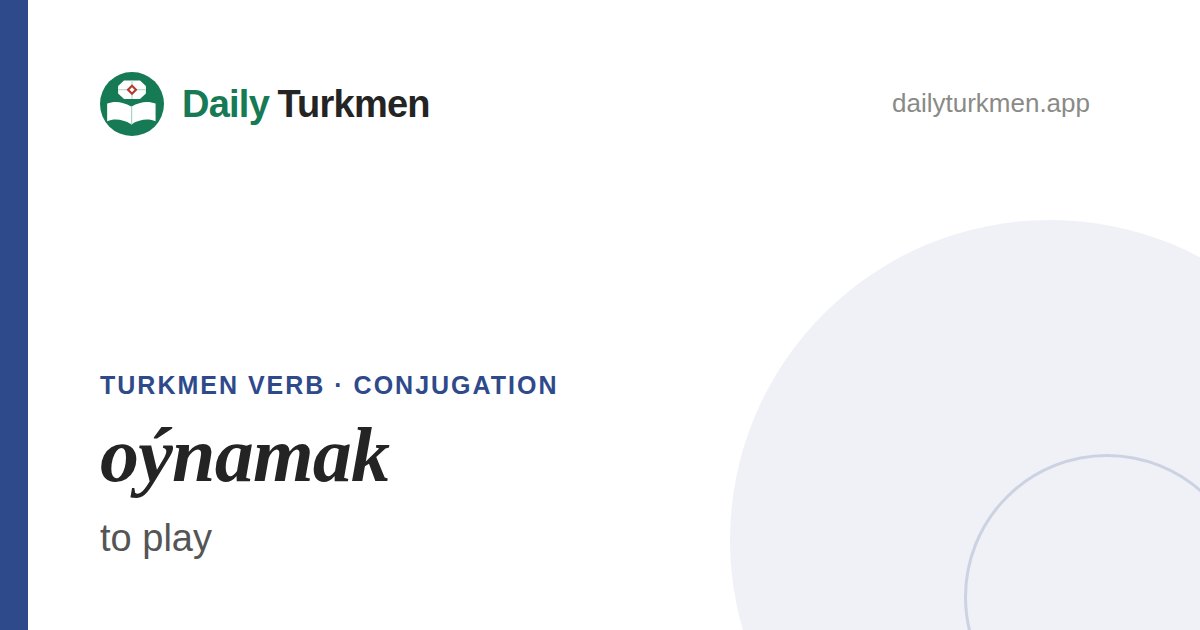 Daily Turkmen
dailyturkmen.app
TURKMEN VERB · CONJUGATION
oýnamak
to play